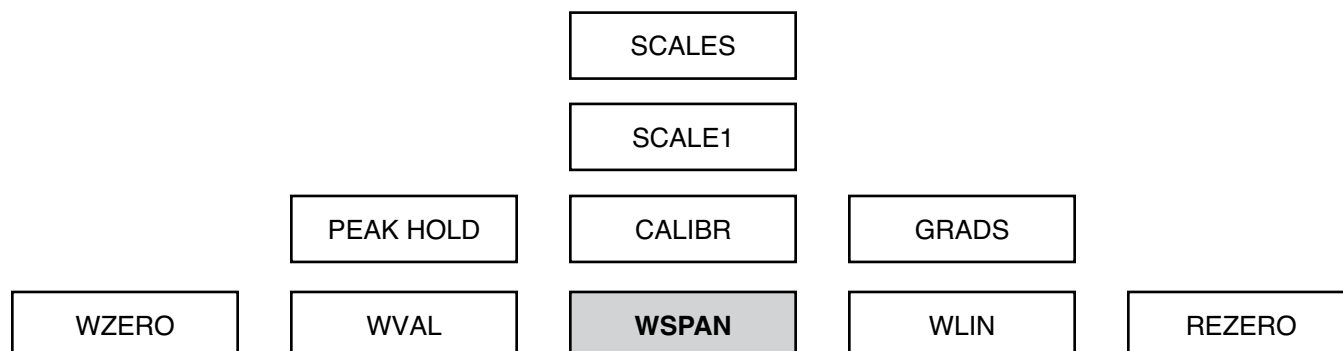 SCALES
SCALE1
PEAK HOLD CALIBR GRADS
WZERO WVAL WSPAN WLIN REZERO